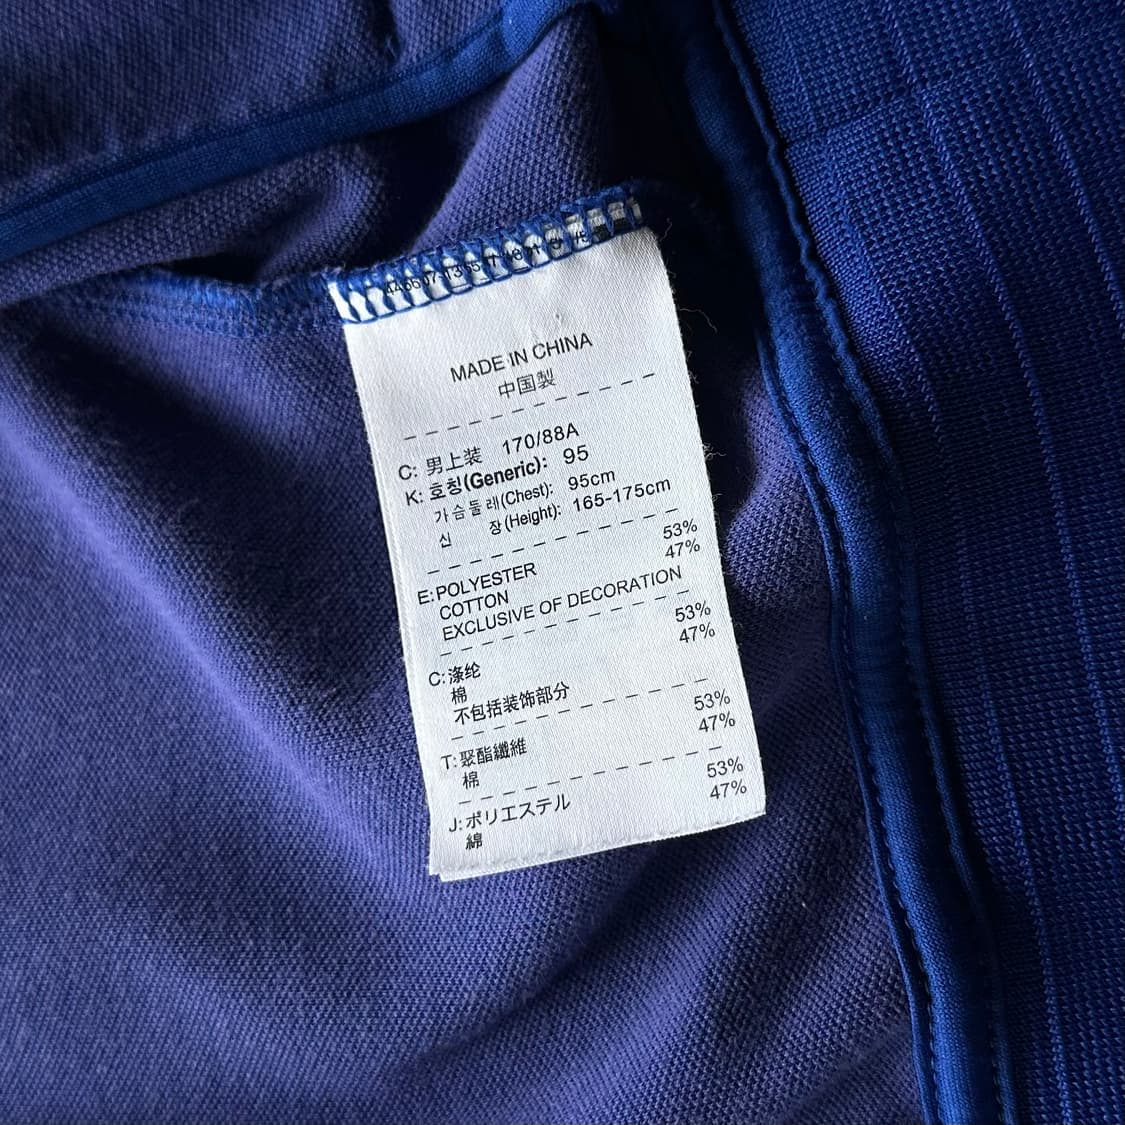 MADE IN CHINA
中国製
C: 男上装 170/88A
K: 호칭(Generic): 95
가슴둘레(Chest): 95cm
신 장(Height): 165-175cm
E:POLYESTER 53%
COTTON 47%
EXCLUSIVE OF DECORATION
C:涤纶 53%
棉 47%
不包括装饰部分
T:聚酯纖維 53%
棉 47%
J:ポリエステル 53%
綿 47%